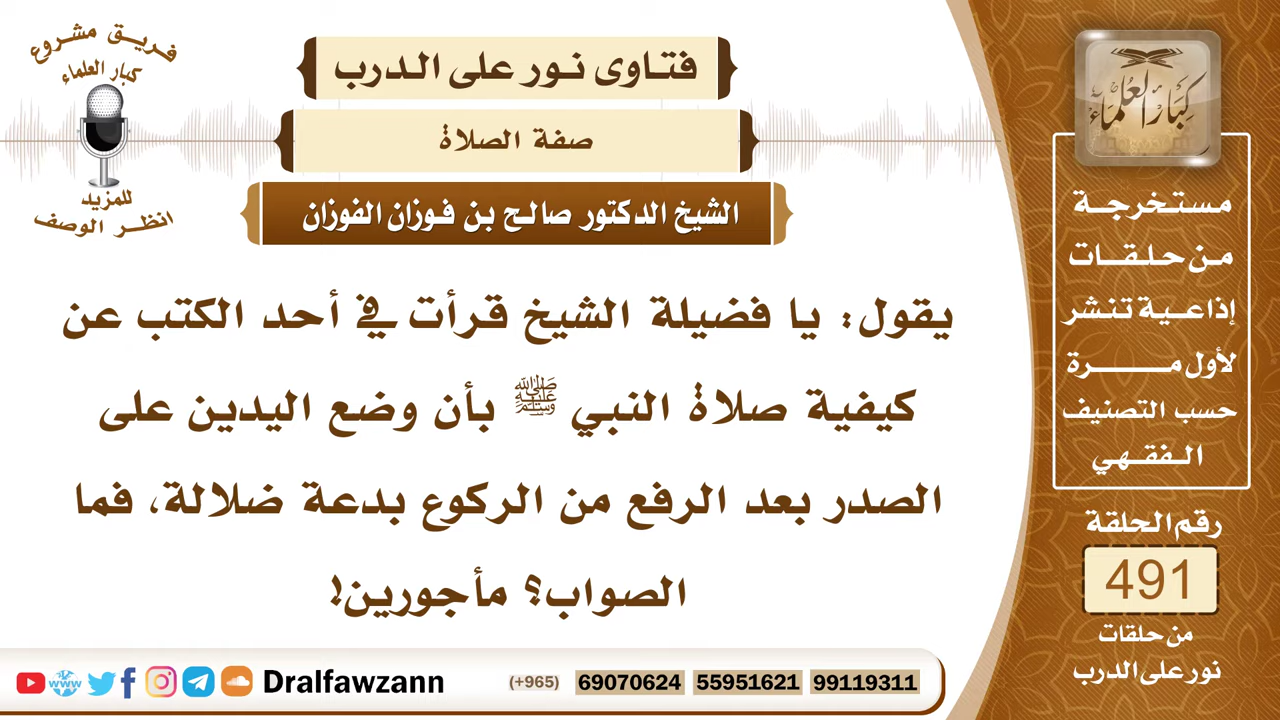 فريق مشروع
كبار العلماء
للمزيد
انظر الوصف
فتاوى نور على الدرب
صفة الصلاة
الشيخ الدكتور صالح بن فوزان الفوزان
يقول: يا فضيلة الشيخ قرأت في أحد الكتب عن
كيفية صلاة النبي ﷺ بأن وضع اليدين على
الصدر بعد الرفع من الركوع بدعة ضلالة، فما
الصواب؟ مأجورين!
كبار العلماء
مستخرجة
من حلقات
إذاعية تنشر
لأول مرة
حسب التصنيف
الفقهي
رقم الحلقة
491
من حلقات
نور على الدرب
www
Dralfawzann (+965) 69070624 55951621 99119311